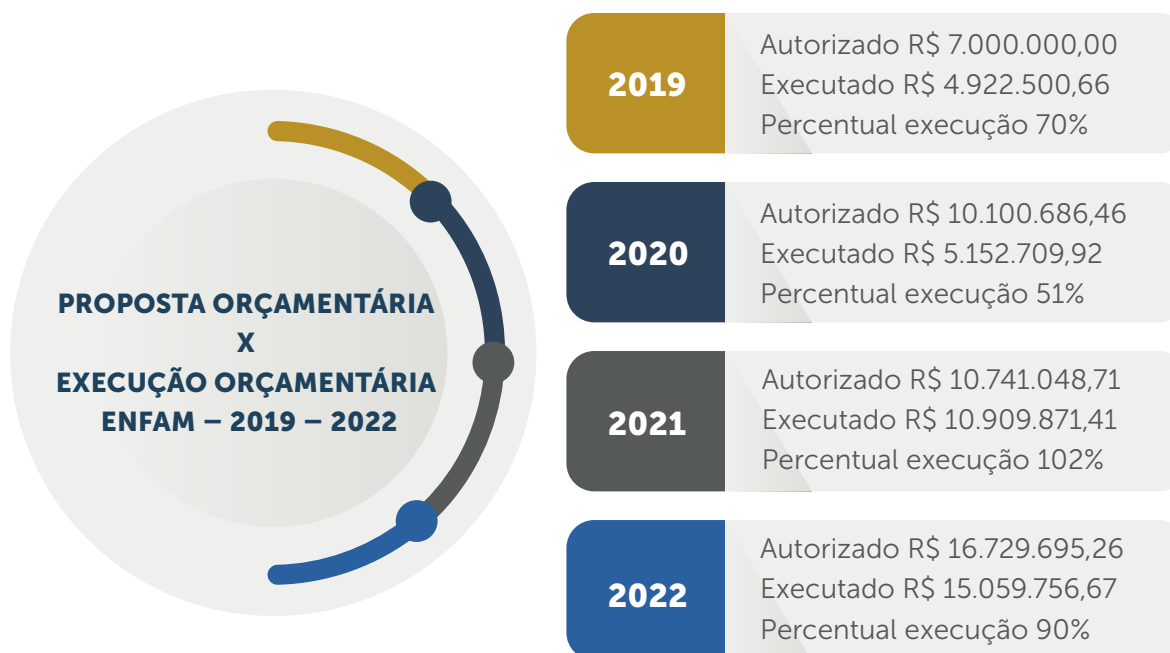 PROPOSTA ORÇAMENTÁRIA
X
EXECUÇÃO ORÇAMENTÁRIA
ENFAM – 2019 – 2022
2019
Autorizado R$ 7.000.000,00
Executado R$ 4.922.500,66
Percentual execução 70%
2020
Autorizado R$ 10.100.686,46
Executado R$ 5.152.709,92
Percentual execução 51%
2021
Autorizado R$ 10.741.048,71
Executado R$ 10.909.871,41
Percentual execução 102%
2022
Autorizado R$ 16.729.695,26
Executado R$ 15.059.756,67
Percentual execução 90%